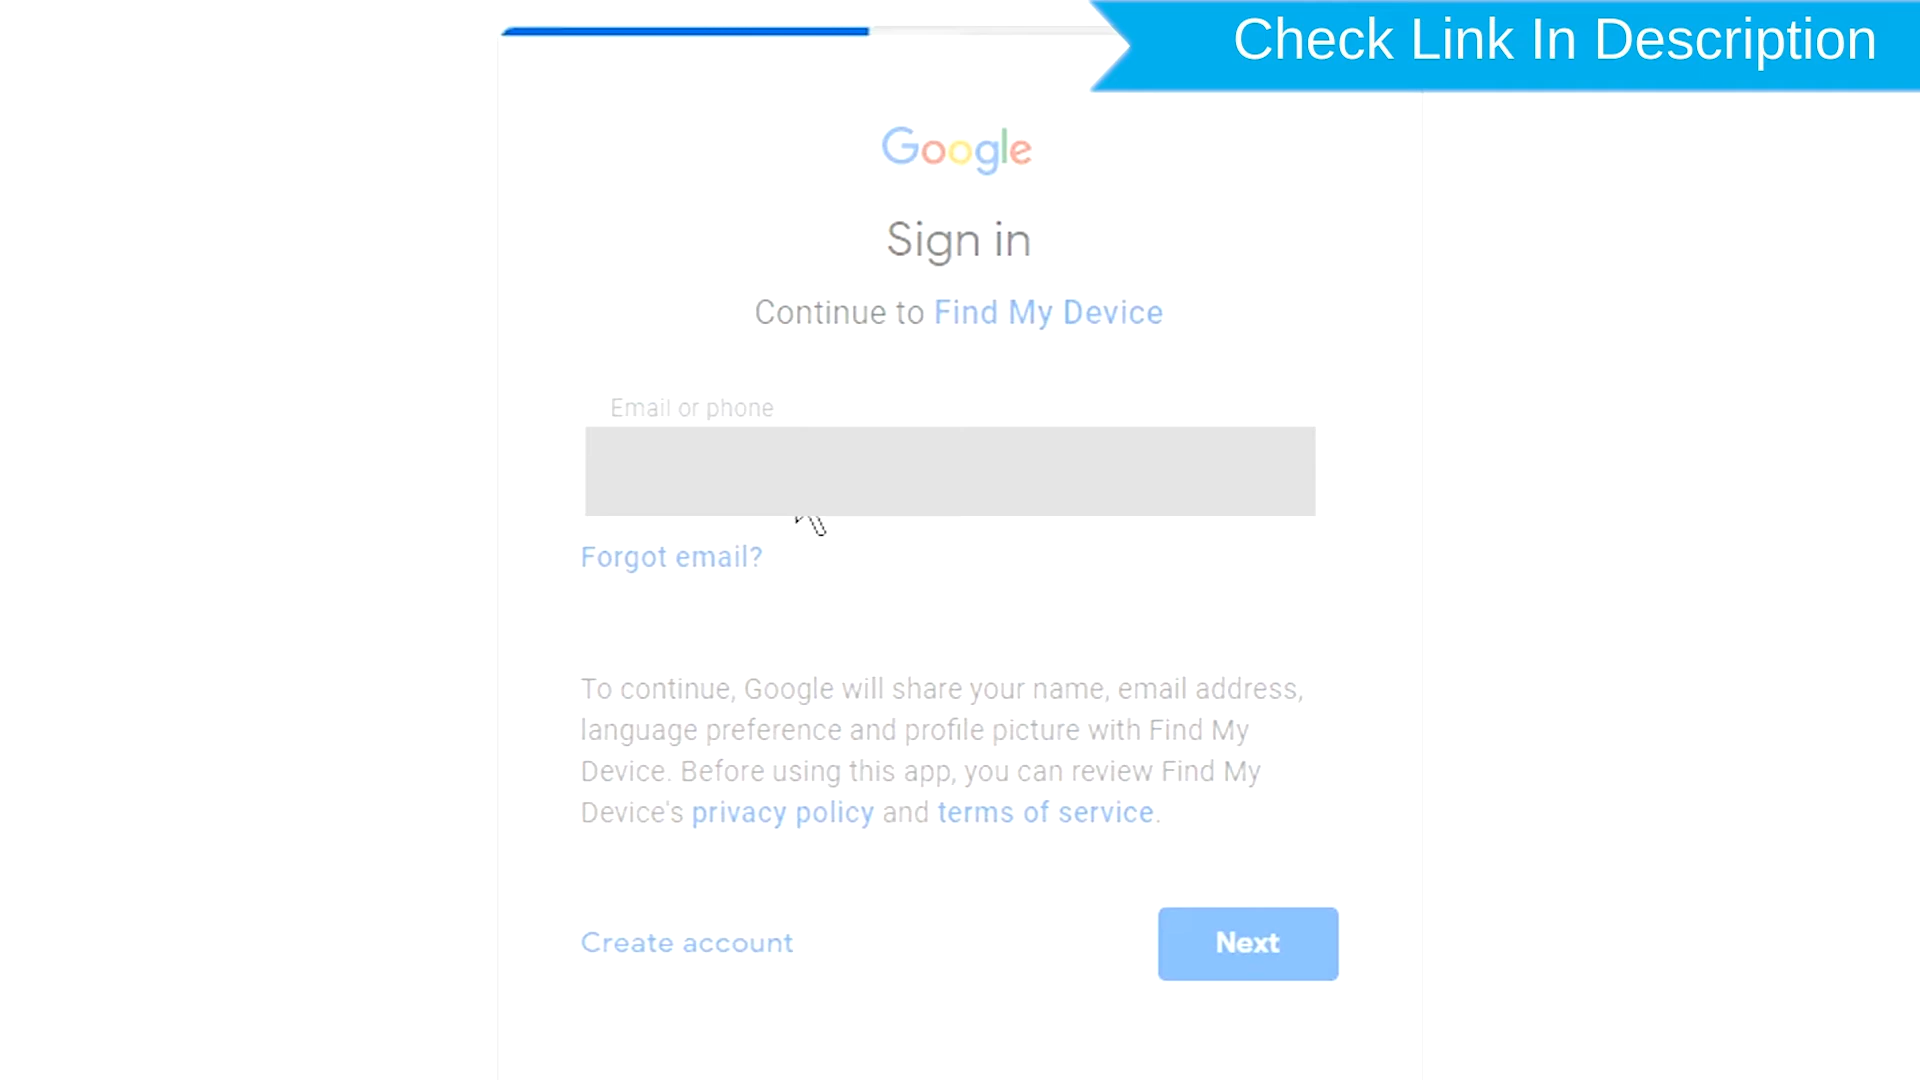 Check Link In Description
Google
Sign in
Continue to Find My Device
Email or phone
Forgot email?
To continue, Google will share your name, email address,
language preference and profile picture with Find My
Device. Before using this app, you can review Find My
Device's privacy policy and terms of service.
Create account
Next